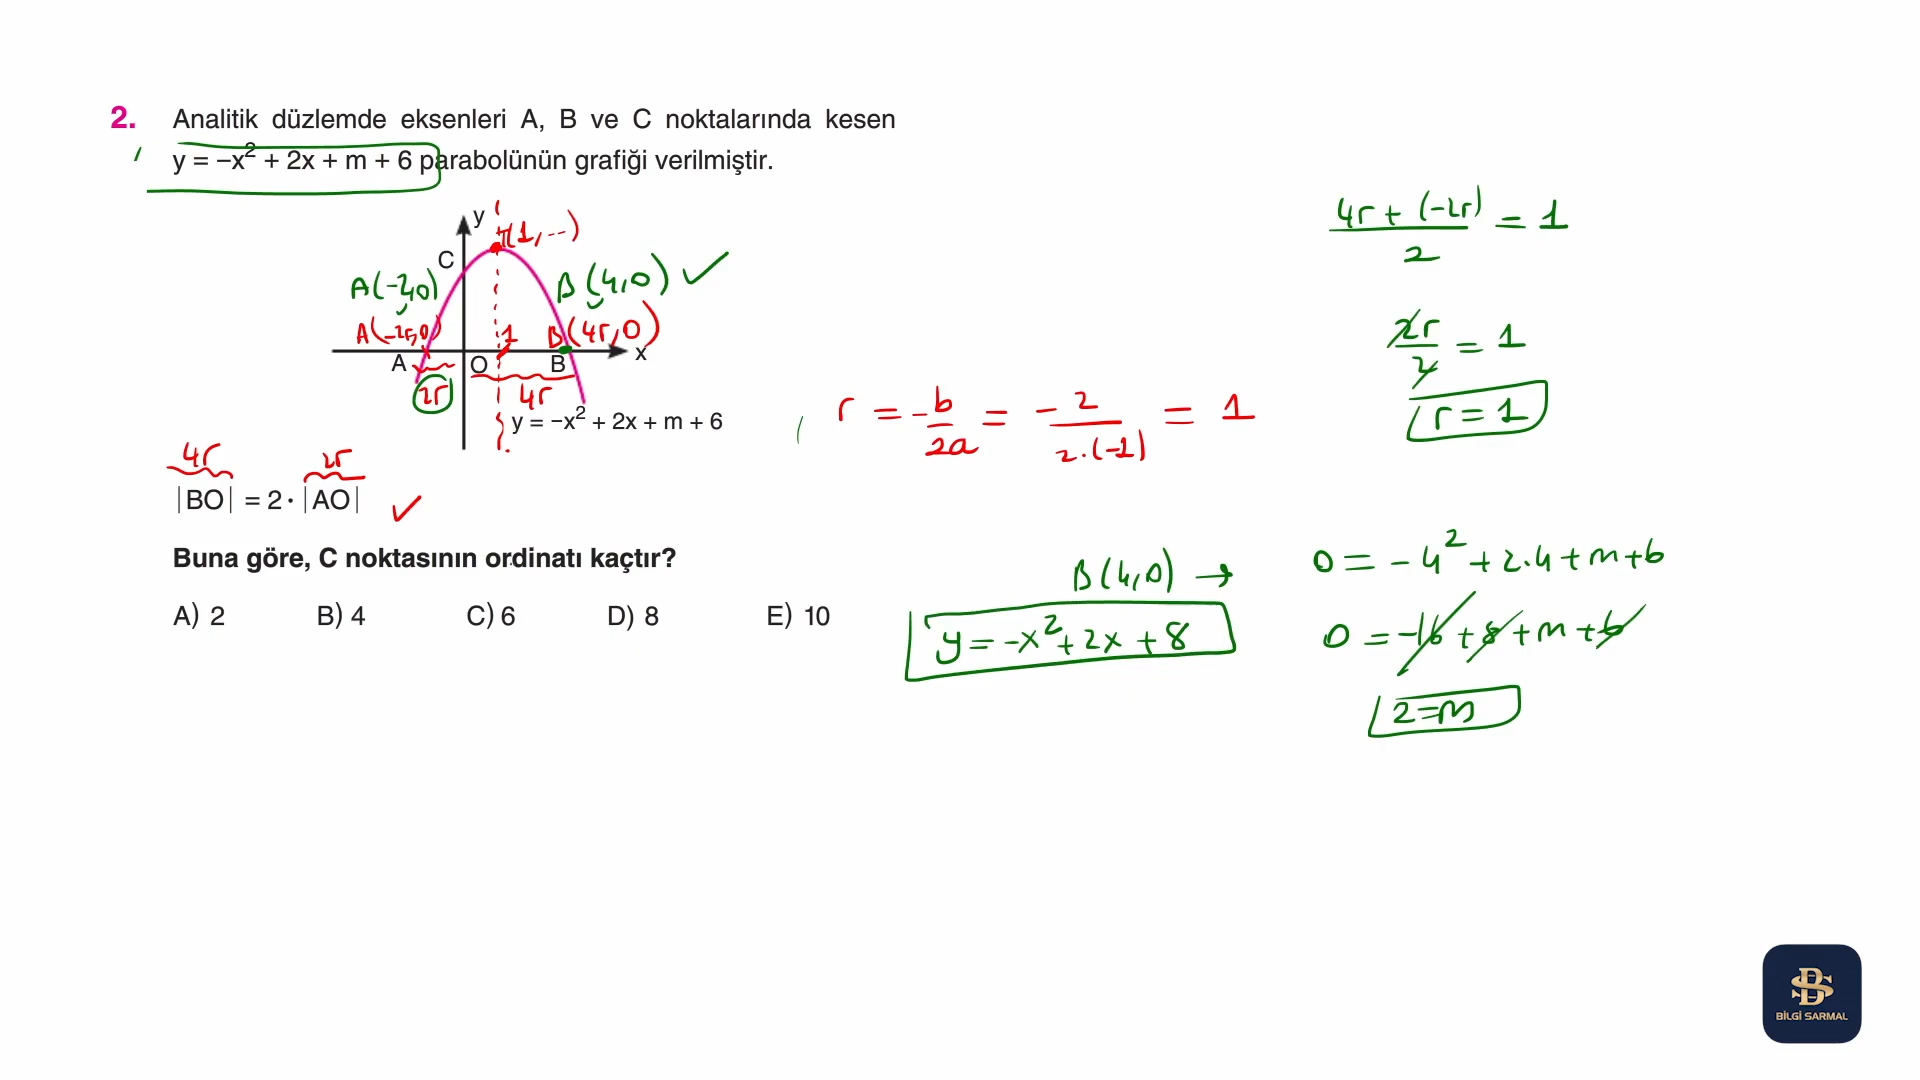 2. Analitik düzlemde eksenleri A, B ve C noktalarında kesen
y = −x² + 2x + m + 6 parabolünün grafiği verilmiştir.
y
T(1, ...)
C
A(-2,0)
B(4,0) ✓
A(-2r,0)
1
B(4r,0)
x
A
O
B
2r
4r
y = −x² + 2x + m + 6
4r
2r
|BO| = 2 · |AO| ✓
Buna göre, C noktasının ordinatı kaçtır?
A) 2 B) 4 C) 6 D) 8 E) 10
r = -b/2a = -2/2.(-1) = 1
4r + (-2r)/2 = 1
2r/2 = 1
r = 1
B(4,0) →
0 = -4² + 2.4 + m + 6
y = -x² + 2x + 8
0 = -16 + 8 + m + 6
2 = m
BİLGİ SARMAL